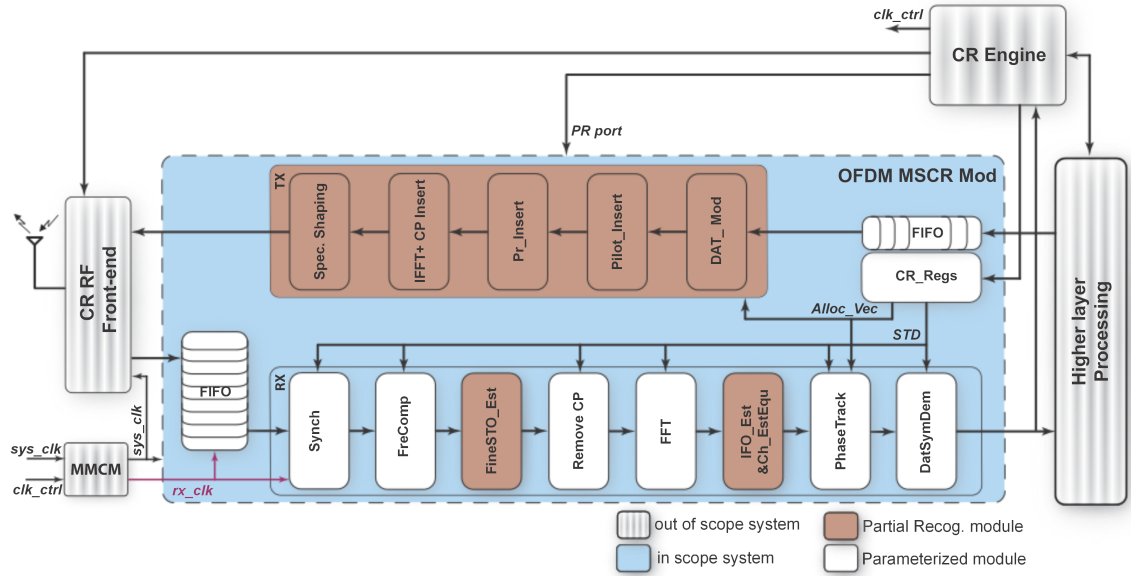 clk_ctrl
CR Engine
PR port
OFDM MSCR Mod
TX
Spec. Shaping
IFFT+ CP Insert
Pr_Insert
Pilot_Insert
DAT_ Mod
FIFO
CR_Regs
CR RF
Front-end
Higher layer
Processing
Alloc_Vec
STD
FIFO
RX
Synch
FreComp
FineSTO_Est
Remove CP
FFT
IFO_Est
&Ch_EstEqu
PhaseTrack
DatSymDem
sys_clk
sys_clk
MMCM
clk_ctrl
rx_clk
out of scope system
Partial Recog. module
in scope system
Parameterized module